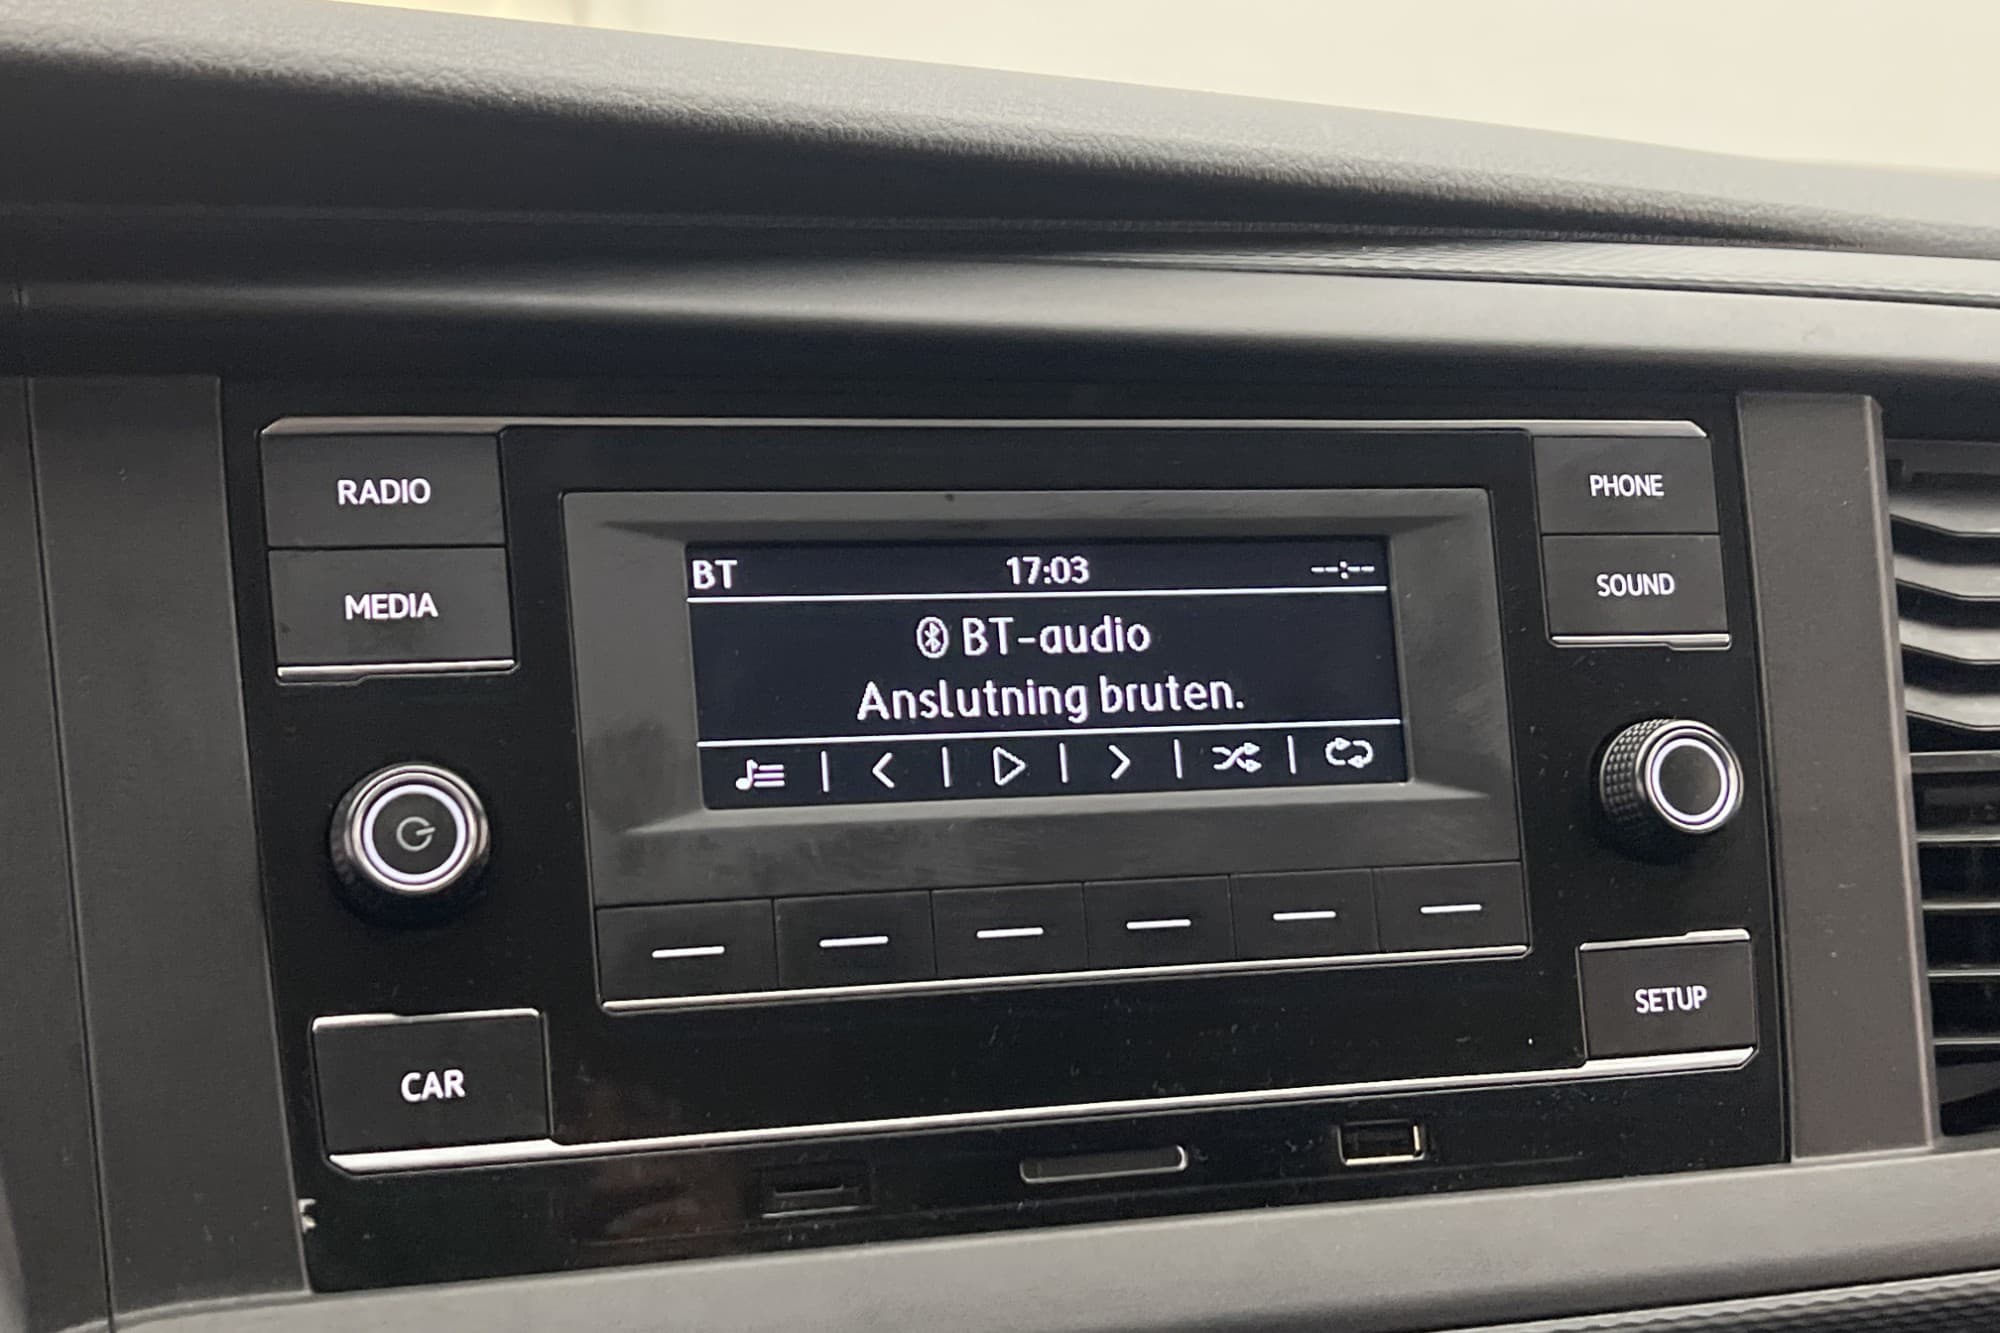 RADIO
MEDIA
PHONE
SOUND
BT 17:03 --:--
BT-audio
Anslutning bruten.
CAR
SETUP